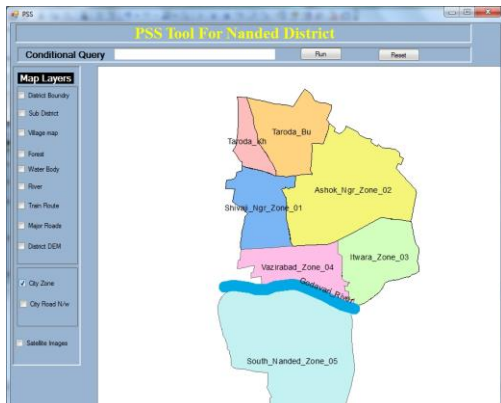 PSS
PSS Tool For Nanded District
Conditional Query
Run
Reset
Map Layers
District Boundry
Sub District
Village map
Forest
Water Body
River
Train Route
Major Roads
District DEM
City Zone
City Road N/w
Satellite Images
Taroda_Kh
Taroda_Bu
Ashok_Ngr_Zone_02
Shivaji_Ngr_Zone_01
Itwara_Zone_03
Vazirabad_Zone_04
Godavari_River
South_Nanded_Zone_05